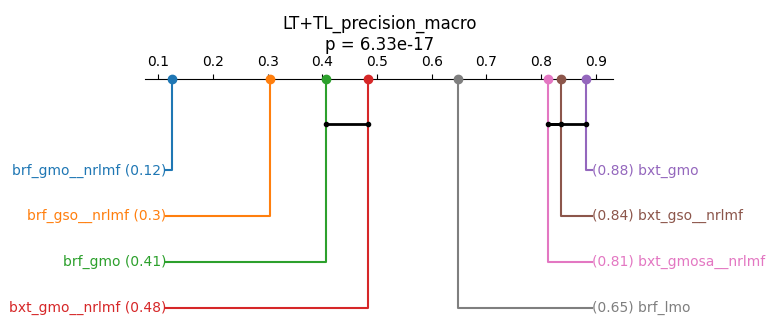 LT+TL_precision_macro
p = 6.33e-17
0.1 0.2 0.3 0.4 0.5 0.6 0.7 0.8 0.9
brf_gmo__nrlmf (0.12) (0.88) bxt_gmo
brf_gso__nrlmf (0.3) (0.84) bxt_gso__nrlmf
brf_gmo (0.41) (0.81) bxt_gmosa__nrlmf
bxt_gmo__nrlmf (0.48) (0.65) brf_lmo